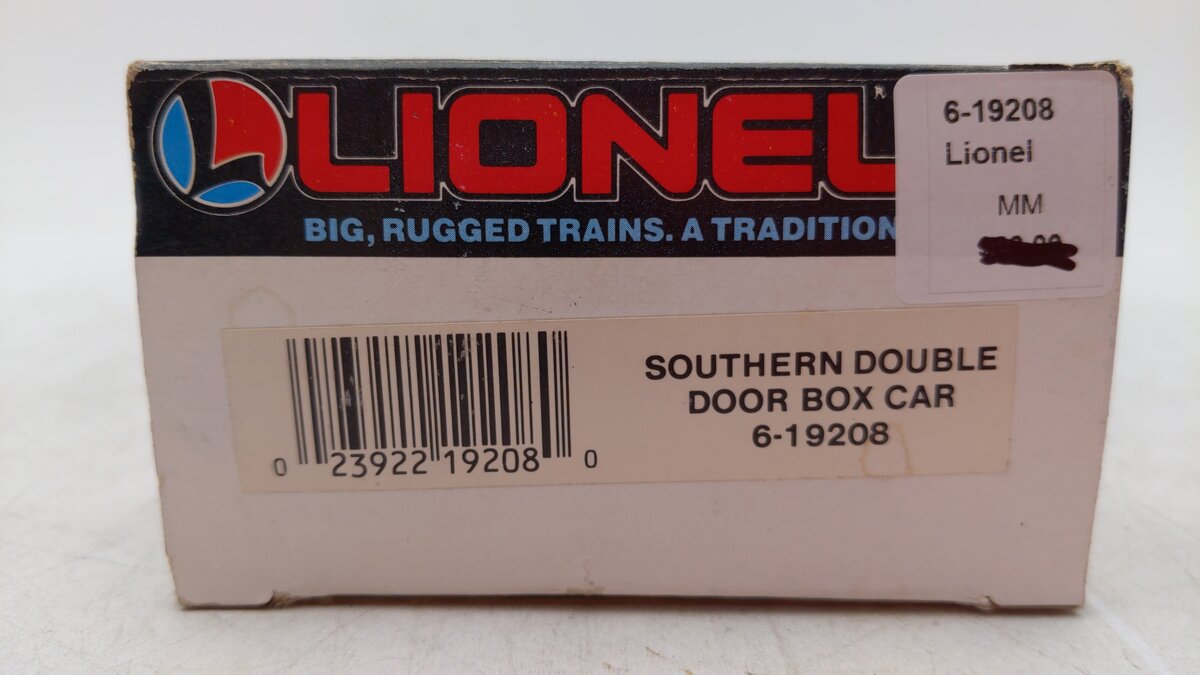 LIONEL
BIG, RUGGED TRAINS. A TRADITION
6-19208
Lionel
MM
SOUTHERN DOUBLE
DOOR BOX CAR
6-19208
0 23922 19208 0